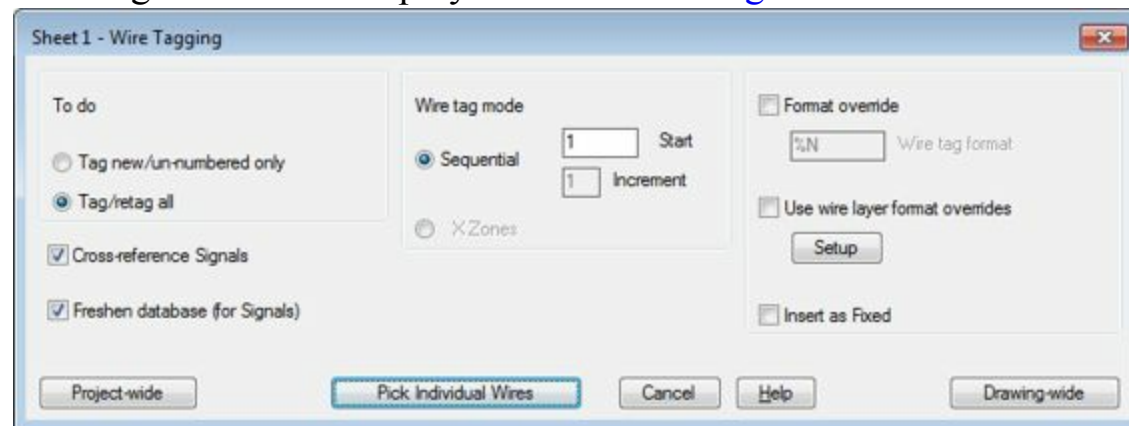 Sheet 1 - Wire Tagging
To do
Tag new/un-numbered only
Tag/retag all
Cross-reference Signals
Freshen database (for Signals)
Wire tag mode
Sequential
1 Start
1 Increment
X Zones
Format override
%N Wire tag format
Use wire layer format overrides
Setup
Insert as Fixed
Project-wide Pick Individual Wires Cancel Help Drawing-wide